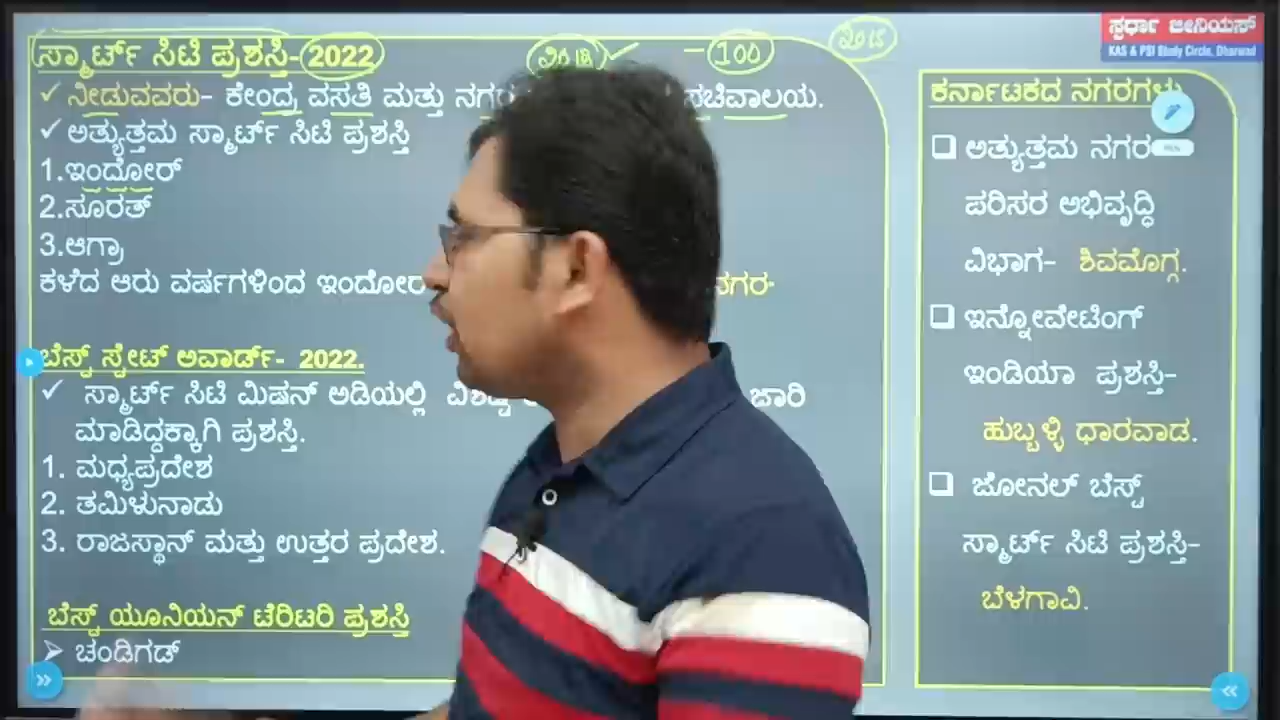 ಸ್ಮಾರ್ಟ್ ಸಿಟಿ ಪ್ರಶಸ್ತಿ-2022
2018 ✓ -100
2015
✓ ನೀಡುವವರು- ಕೇಂದ್ರ ವಸತಿ ಮತ್ತು ನಗರ ಸಚಿವಾಲಯ.
✓ ಅತ್ಯುತ್ತಮ ಸ್ಮಾರ್ಟ್ ಸಿಟಿ ಪ್ರಶಸ್ತಿ
1.ಇಂದೋರ್
2.ಸೂರತ್
3.ಆಗ್ರಾ
ಕಳೆದ ಆರು ವರ್ಷಗಳಿಂದ ಇಂದೋರ ನಗರ
ಬೆಸ್ಟ್ ಸ್ಟೇಟ್ ಅವಾರ್ಡ್- 2022.
✓ ಸ್ಮಾರ್ಟ್ ಸಿಟಿ ಮಿಷನ್ ಅಡಿಯಲ್ಲಿ ಜಾರಿ
ಮಾಡಿದ್ದಕ್ಕಾಗಿ ಪ್ರಶಸ್ತಿ.
1. ಮಧ್ಯಪ್ರದೇಶ
2. ತಮಿಳುನಾಡು
3. ರಾಜಸ್ಥಾನ್ ಮತ್ತು ಉತ್ತರ ಪ್ರದೇಶ.
ಬೆಸ್ಟ್ ಯೂನಿಯನ್ ಟೆರಿಟರಿ ಪ್ರಶಸ್ತಿ
➢ ಚಂಡಿಗಡ್
ಸ್ಪರ್ಧಾ ಜೀನಿಯಸ್
KAS & PSI Study Circle, Dharwad
ಕರ್ನಾಟಕದ ನಗರಗಳು
❑ ಅತ್ಯುತ್ತಮ ನಗರ
ಪರಿಸರ ಅಭಿವೃದ್ಧಿ
ವಿಭಾಗ- ಶಿವಮೊಗ್ಗ.
❑ ಇನ್ನೋವೇಟಿಂಗ್
ಇಂಡಿಯಾ ಪ್ರಶಸ್ತಿ-
ಹುಬ್ಬಳ್ಳಿ ಧಾರವಾಡ.
❑ ಜೋನಲ್ ಬೆಸ್ಟ್
ಸ್ಮಾರ್ಟ್ ಸಿಟಿ ಪ್ರಶಸ್ತಿ-
ಬೆಳಗಾವಿ.